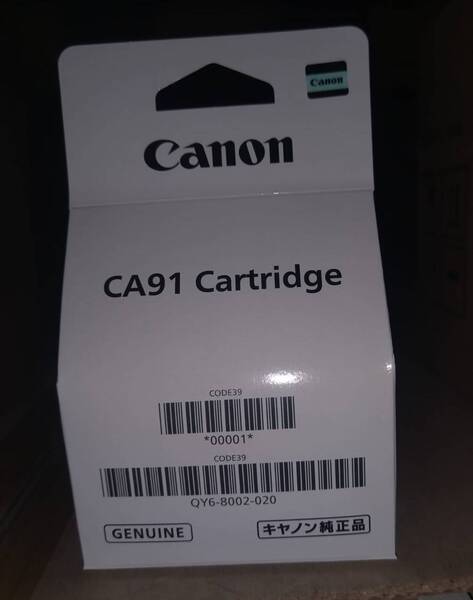 Canon
Canon
CA91 Cartridge
CODE39
*00001*
CODE39
QY6-8002-020
GENUINE
キヤノン純正品